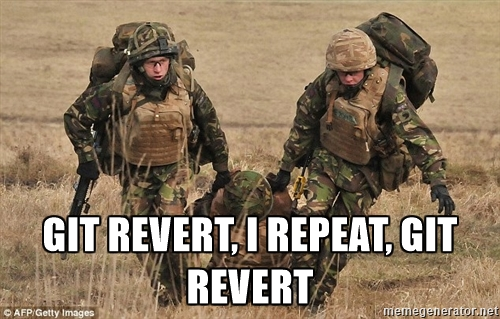 GIT REVERT, I REPEAT, GIT
REVERT
© AFP/Getty Images
memegenerator.net